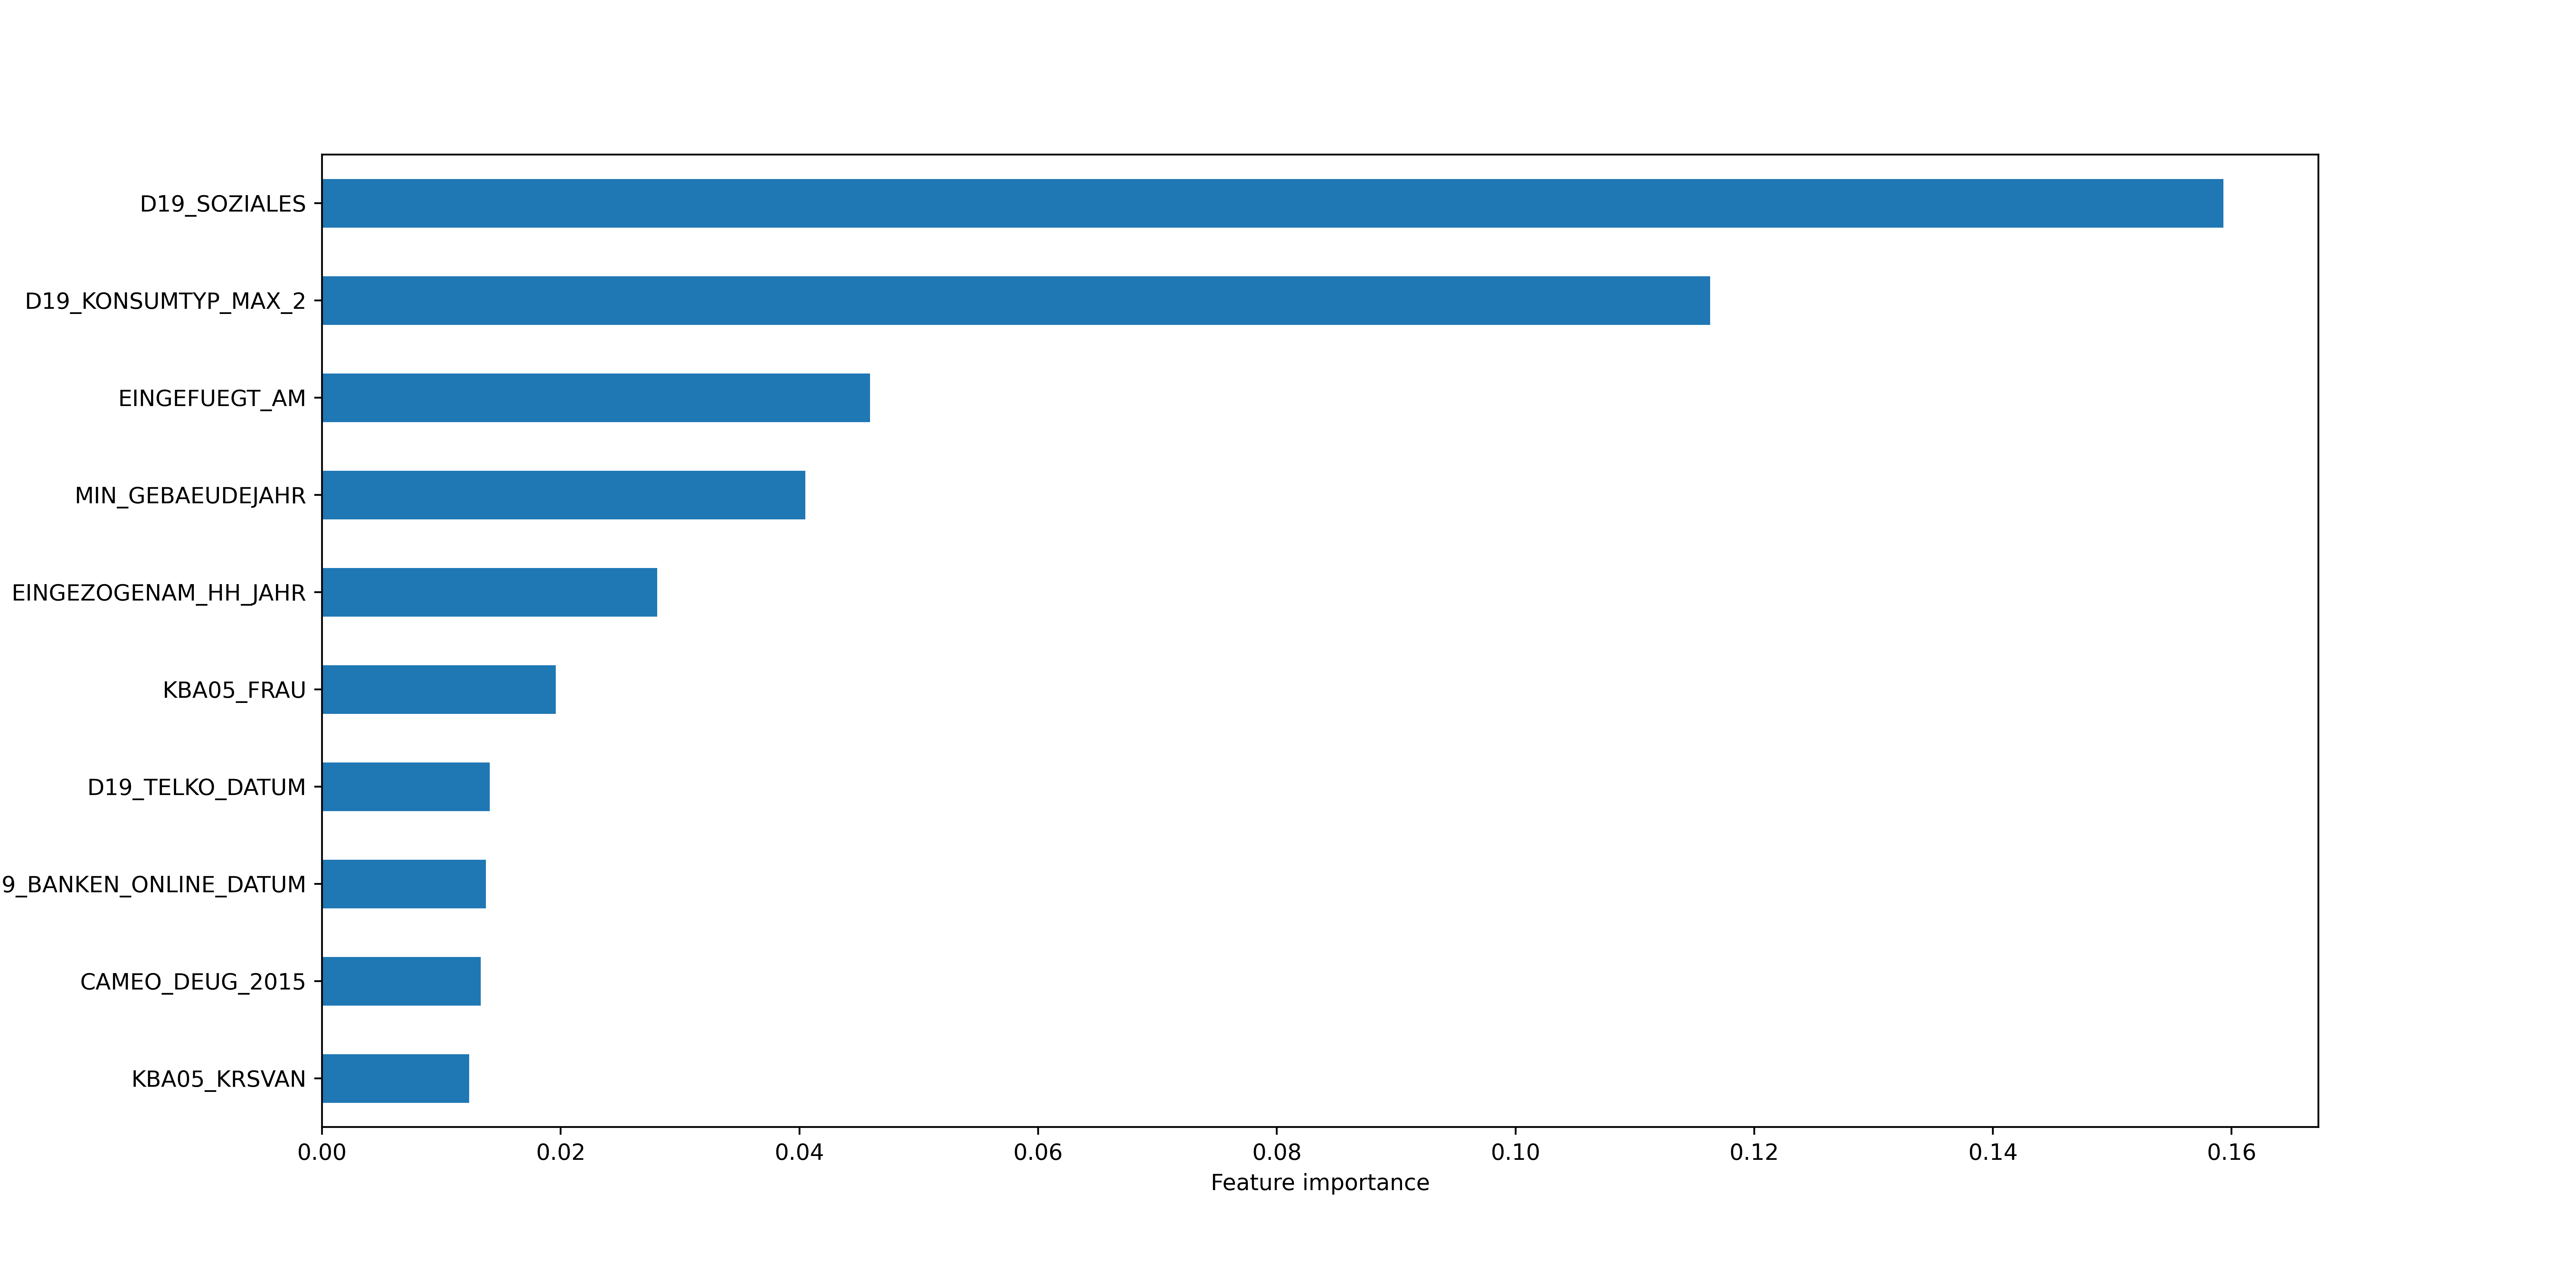 D19_SOZIALES
D19_KONSUMTYP_MAX_2
EINGEFUEGT_AM
MIN_GEBAEUDEJAHR
EINGEZOGENAM_HH_JAHR
KBA05_FRAU
D19_TELKO_DATUM
9_BANKEN_ONLINE_DATUM
CAMEO_DEUG_2015
KBA05_KRSVAN
0.00 0.02 0.04 0.06 0.08 0.10 0.12 0.14 0.16
Feature importance